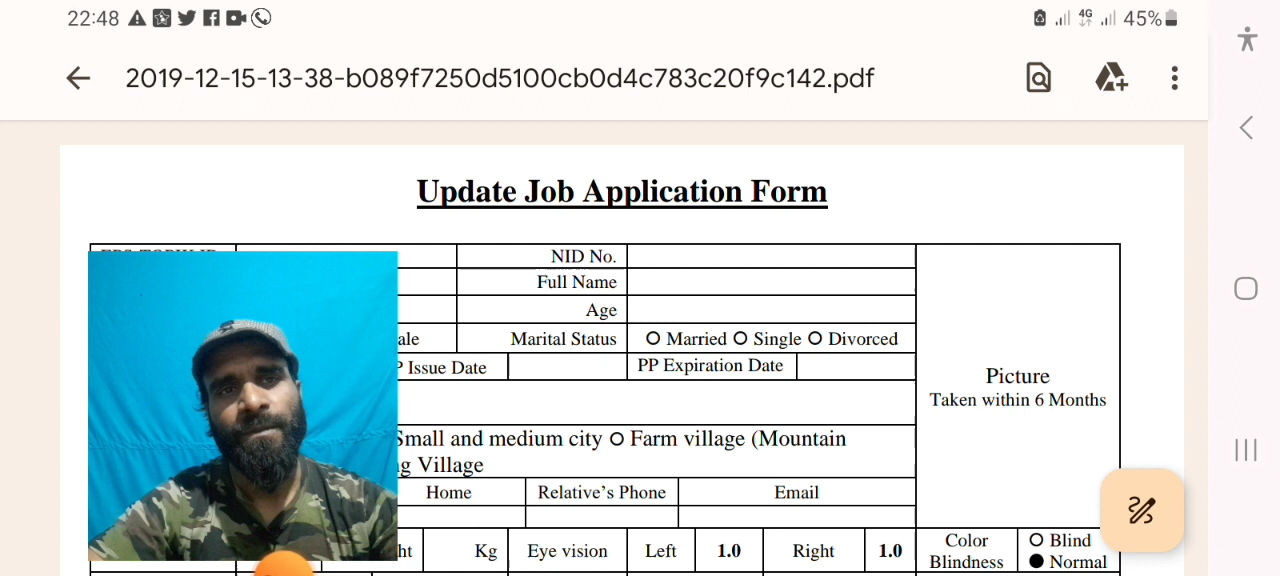 22:48 4G 45%
2019-12-15-13-38-b089f7250d5100cb0d4c783c20f9c142.pdf
Update Job Application Form
NID No.
Full Name
Age
ale Marital Status O Married O Single O Divorced
Issue Date PP Expiration Date
Picture
Taken within 6 Months
Small and medium city O Farm village (Mountain
g Village
Home Relative's Phone Email
ht Kg Eye vision Left 1.0 Right 1.0 Color Blindness O Blind
● Normal